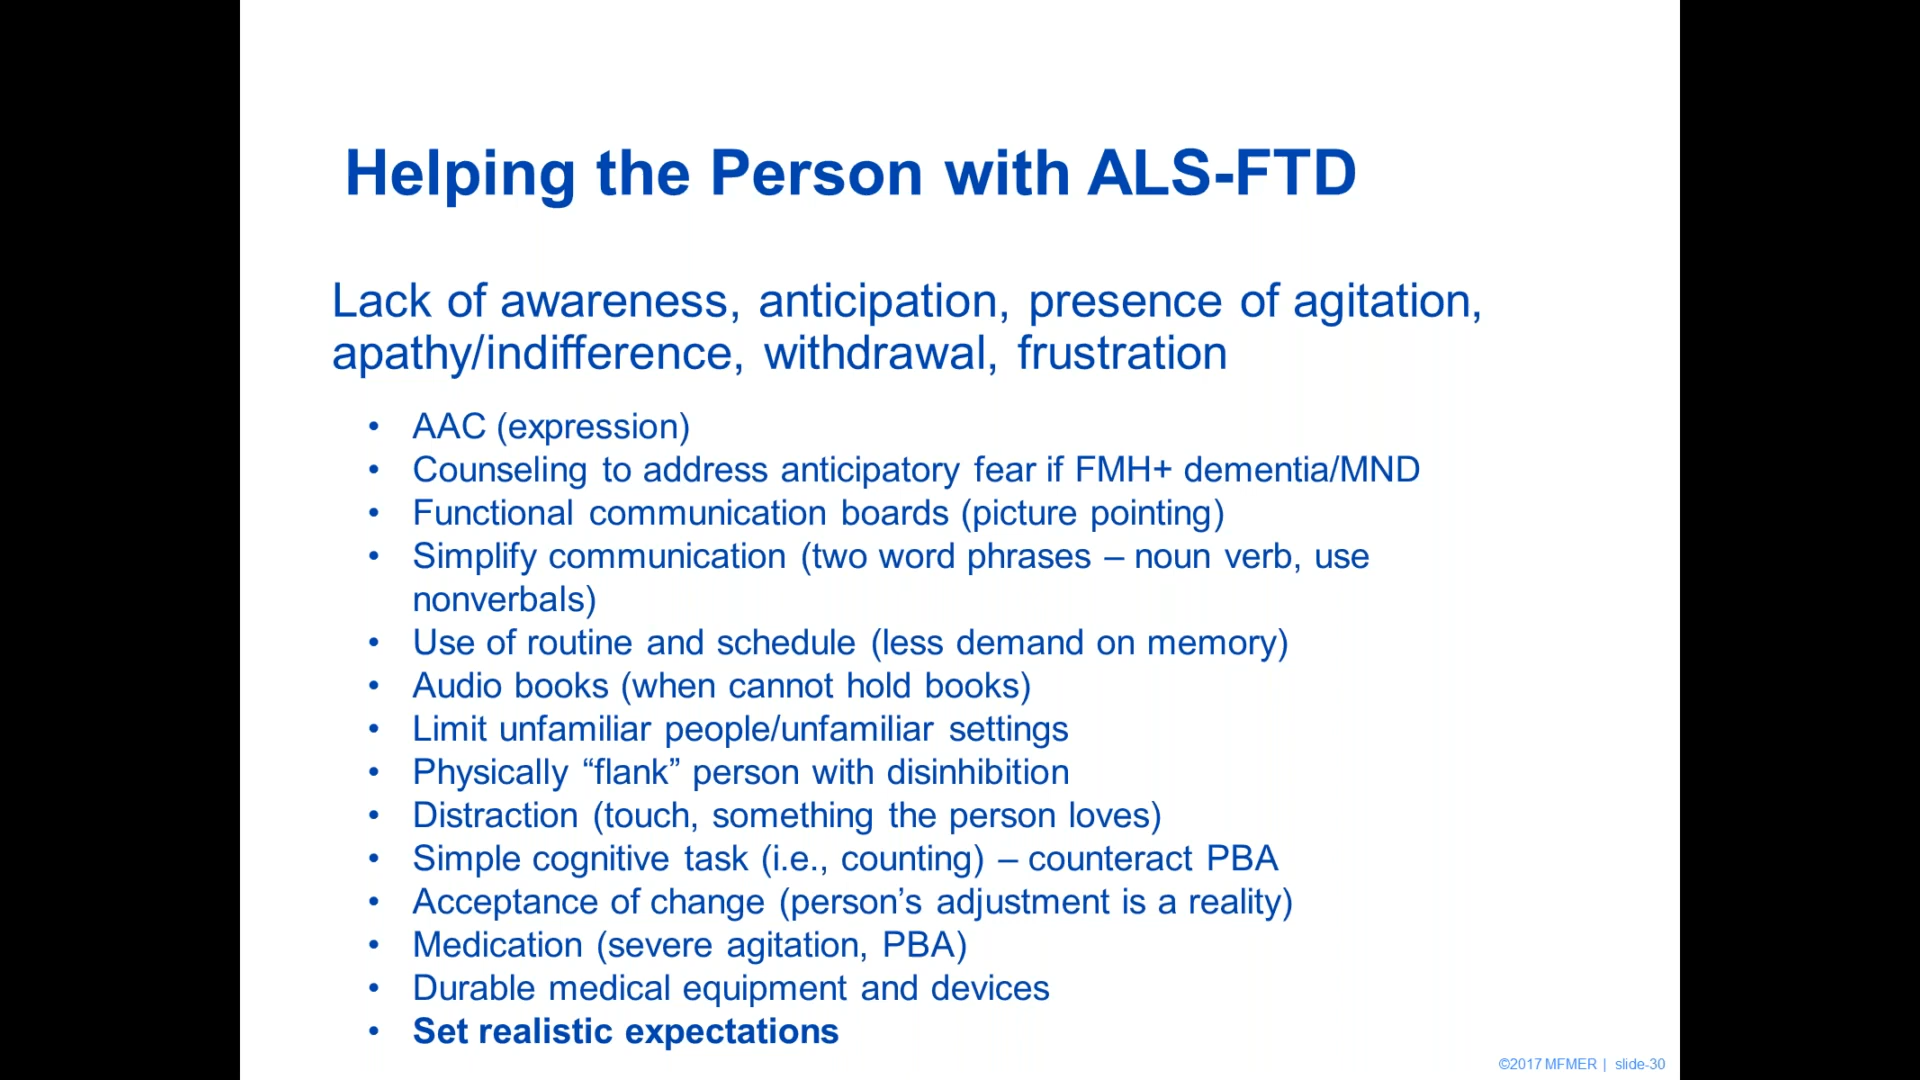 Helping the Person with ALS-FTD
Lack of awareness, anticipation, presence of agitation,
apathy/indifference, withdrawal, frustration
• AAC (expression)
• Counseling to address anticipatory fear if FMH+ dementia/MND
• Functional communication boards (picture pointing)
• Simplify communication (two word phrases – noun verb, use
nonverbals)
• Use of routine and schedule (less demand on memory)
• Audio books (when cannot hold books)
• Limit unfamiliar people/unfamiliar settings
• Physically “flank” person with disinhibition
• Distraction (touch, something the person loves)
• Simple cognitive task (i.e., counting) – counteract PBA
• Acceptance of change (person’s adjustment is a reality)
• Medication (severe agitation, PBA)
• Durable medical equipment and devices
• Set realistic expectations
©2017 MFMER | slide-30